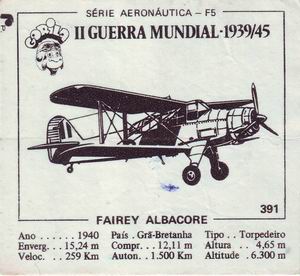 SÉRIE AERONÁUTICA - F5
GORILA
II GUERRA MUNDIAL - 1939/45
391
FAIREY ALBACORE
Ano ...... 1940 País . Grã-Bretanha Tipo .. Torpedeiro
Enverg. .. 15,24 m Compr. ... 12,11 m Altura .. 4,65 m
Veloc. .. 259 Km Auton. . 1.500 Km Altitude . 6.300 m